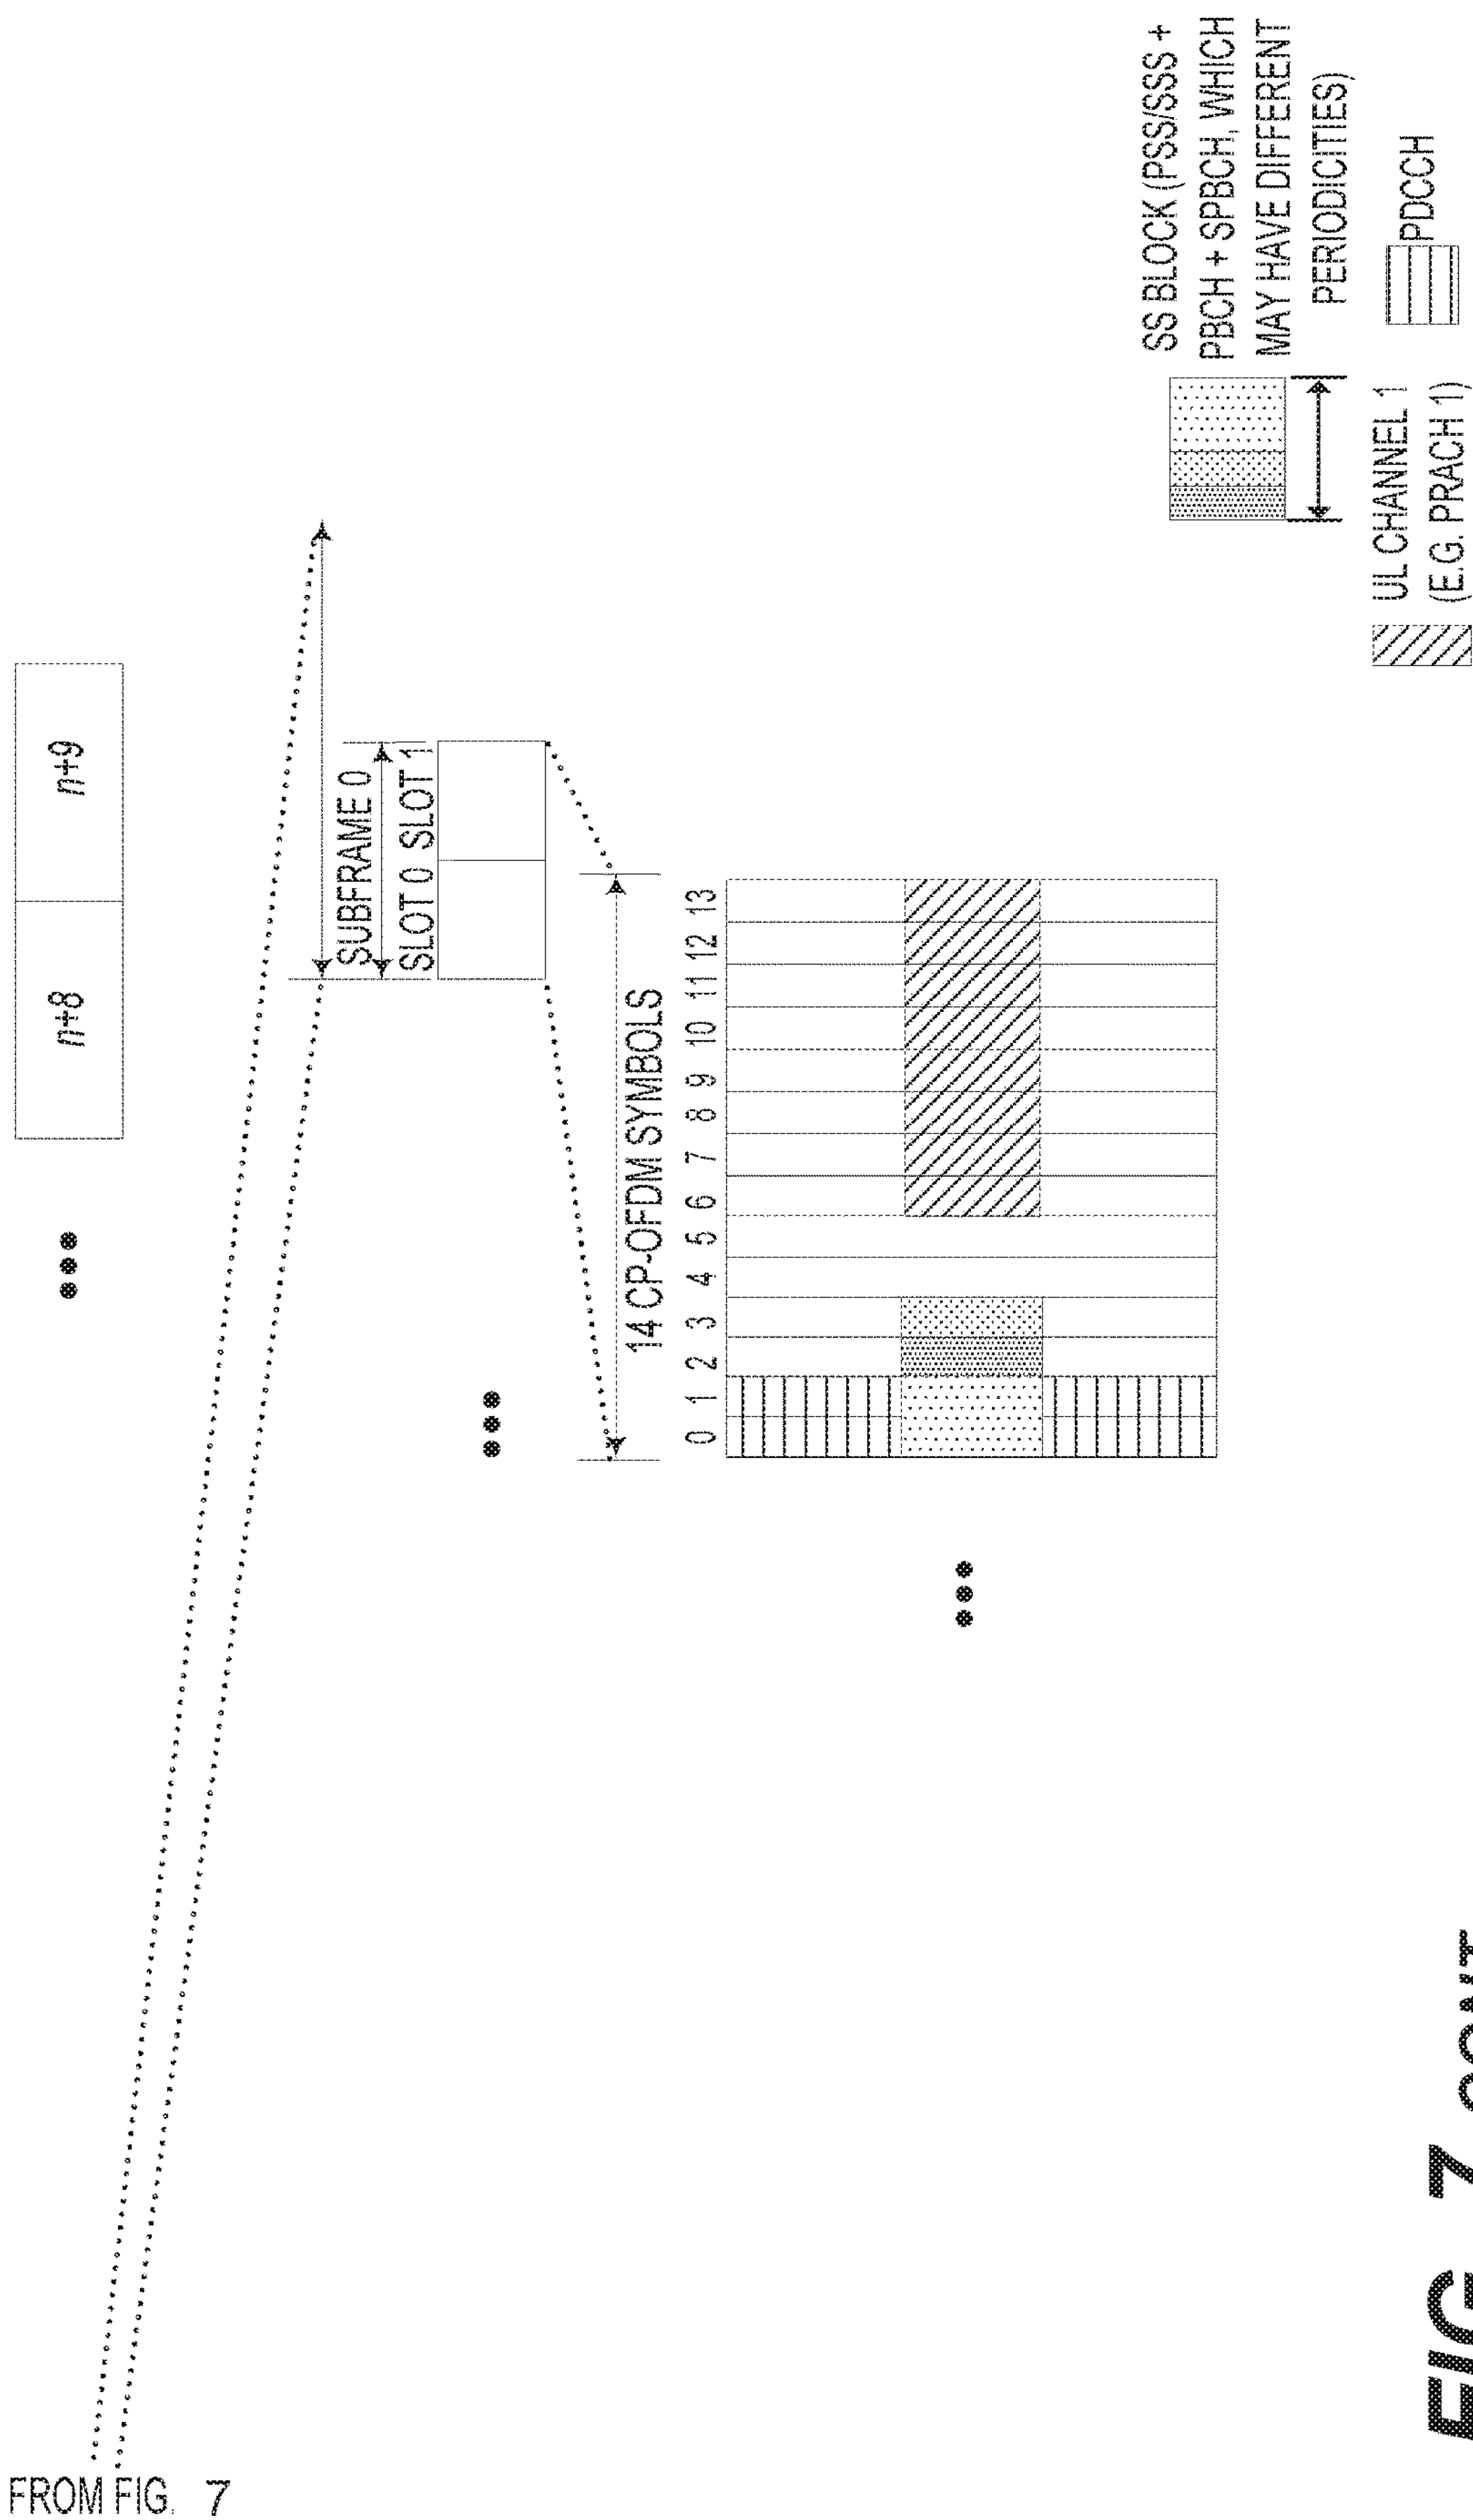 FROM FIG. 7
n+8 n+9
SUBFRAME 0
SLOT 0 SLOT 1
14 CP-OFDM SYMBOLS
0 1 2 3 4 5 6 7 8 9 10 11 12 13
SS BLOCK (PSS/SSS +
PBCH + SPBCH, WHICH
MAY HAVE DIFFERENT
PERIODICITIES)
UL CHANNEL 1
(E.G. PRACH 1)
PDCCH
FIG. 7 CONT.